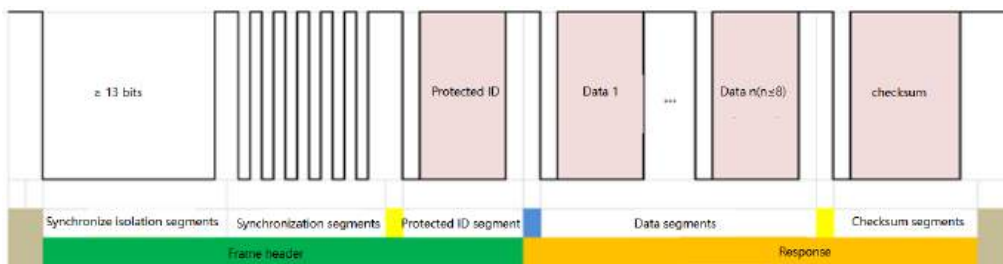 ≥ 13 bits
Protected ID
Data 1
...
Data n(n≤8)
checksum
Synchronize isolation segments
Synchronization segments
Protected ID segment
Data segments
Checksum segments
Frame header
Response